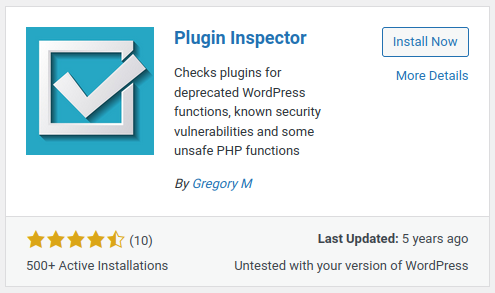 Plugin Inspector
Install Now
More Details
Checks plugins for
deprecated WordPress
functions, known security
vulnerabilities and some
unsafe PHP functions
By Gregory M
(10)
Last Updated: 5 years ago
500+ Active Installations
Untested with your version of WordPress